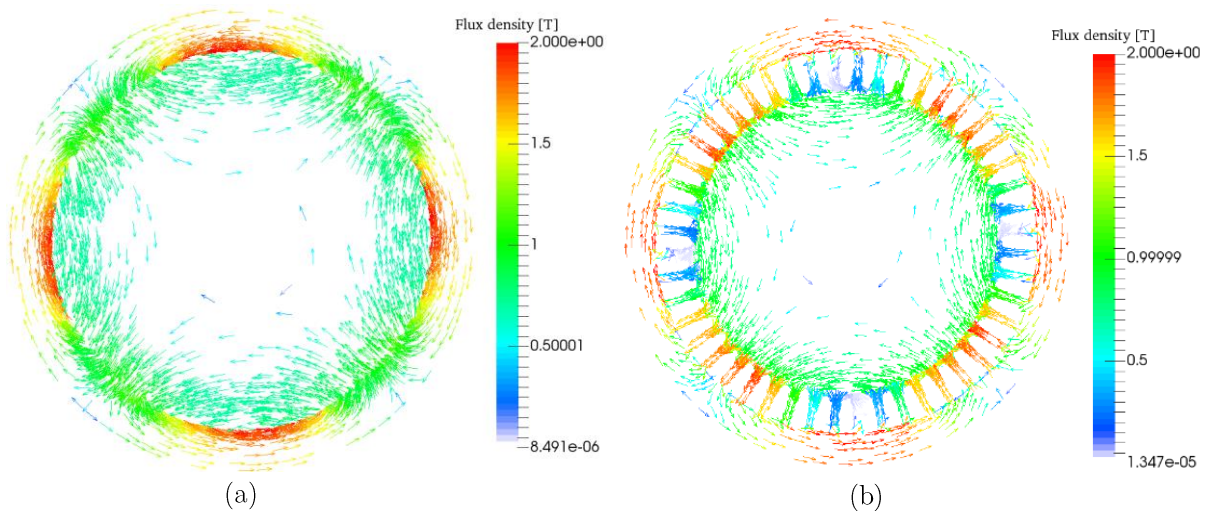 Flux density [T]
2.000e+00
1.5
1
0.50001
8.491e-06
(a)
Flux density [T]
2.000e+00
1.5
0.99999
0.5
1.347e-05
(b)